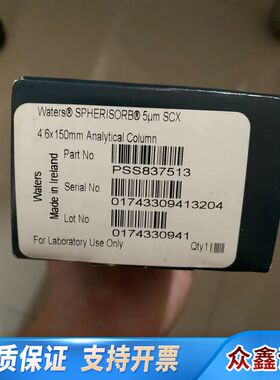 Waters® SPHERISORB® 5µm SCX
4.6x150mm Analytical Column
Part No
PSS837513
Serial No
01743309413204
Lot No
0174330941
For Laboratory Use Only
Qty 1
Waters
Made in Ireland
质保证 支持开票
众鑫